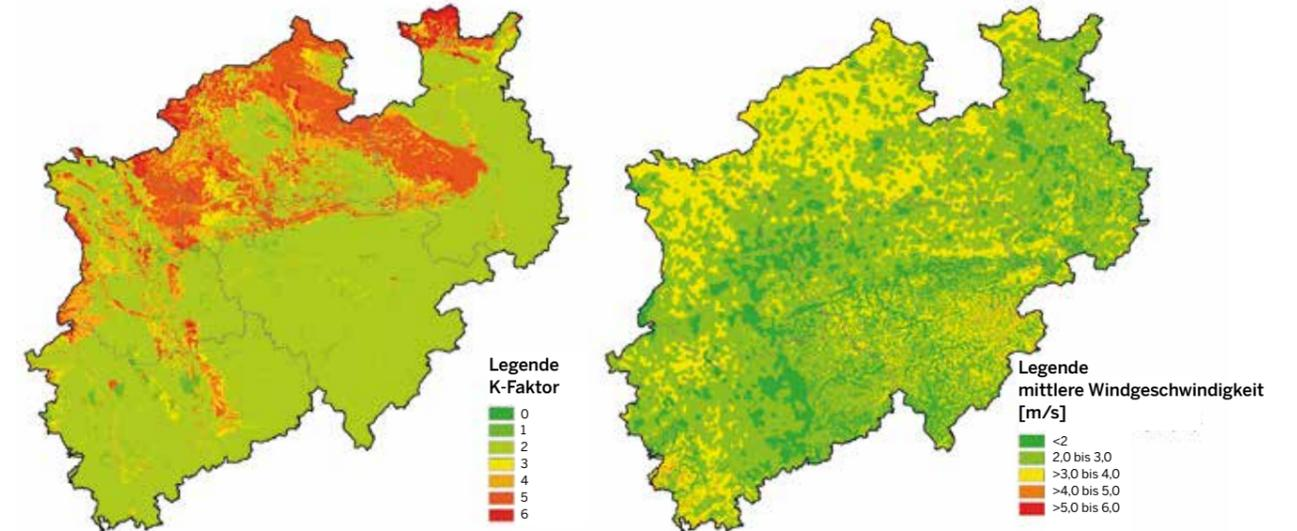 Legende
K-Faktor
0
1
2
3
4
5
6
Legende
mittlere Windgeschwindigkeit
[m/s]
<2
2,0 bis 3,0
>3,0 bis 4,0
>4,0 bis 5,0
>5,0 bis 6,0